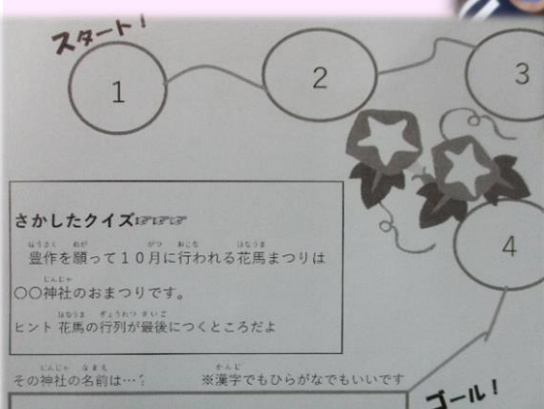 スタート!
1
2
3
さかしたクイズ☞☞☞
豊作を願って10月に行われる花馬まつりは
〇〇神社のおまつりです。
ヒント 花馬の行列が最後につくところだよ
4
その神社の名前は… ※漢字でもひらがなでもいいです
ゴール!